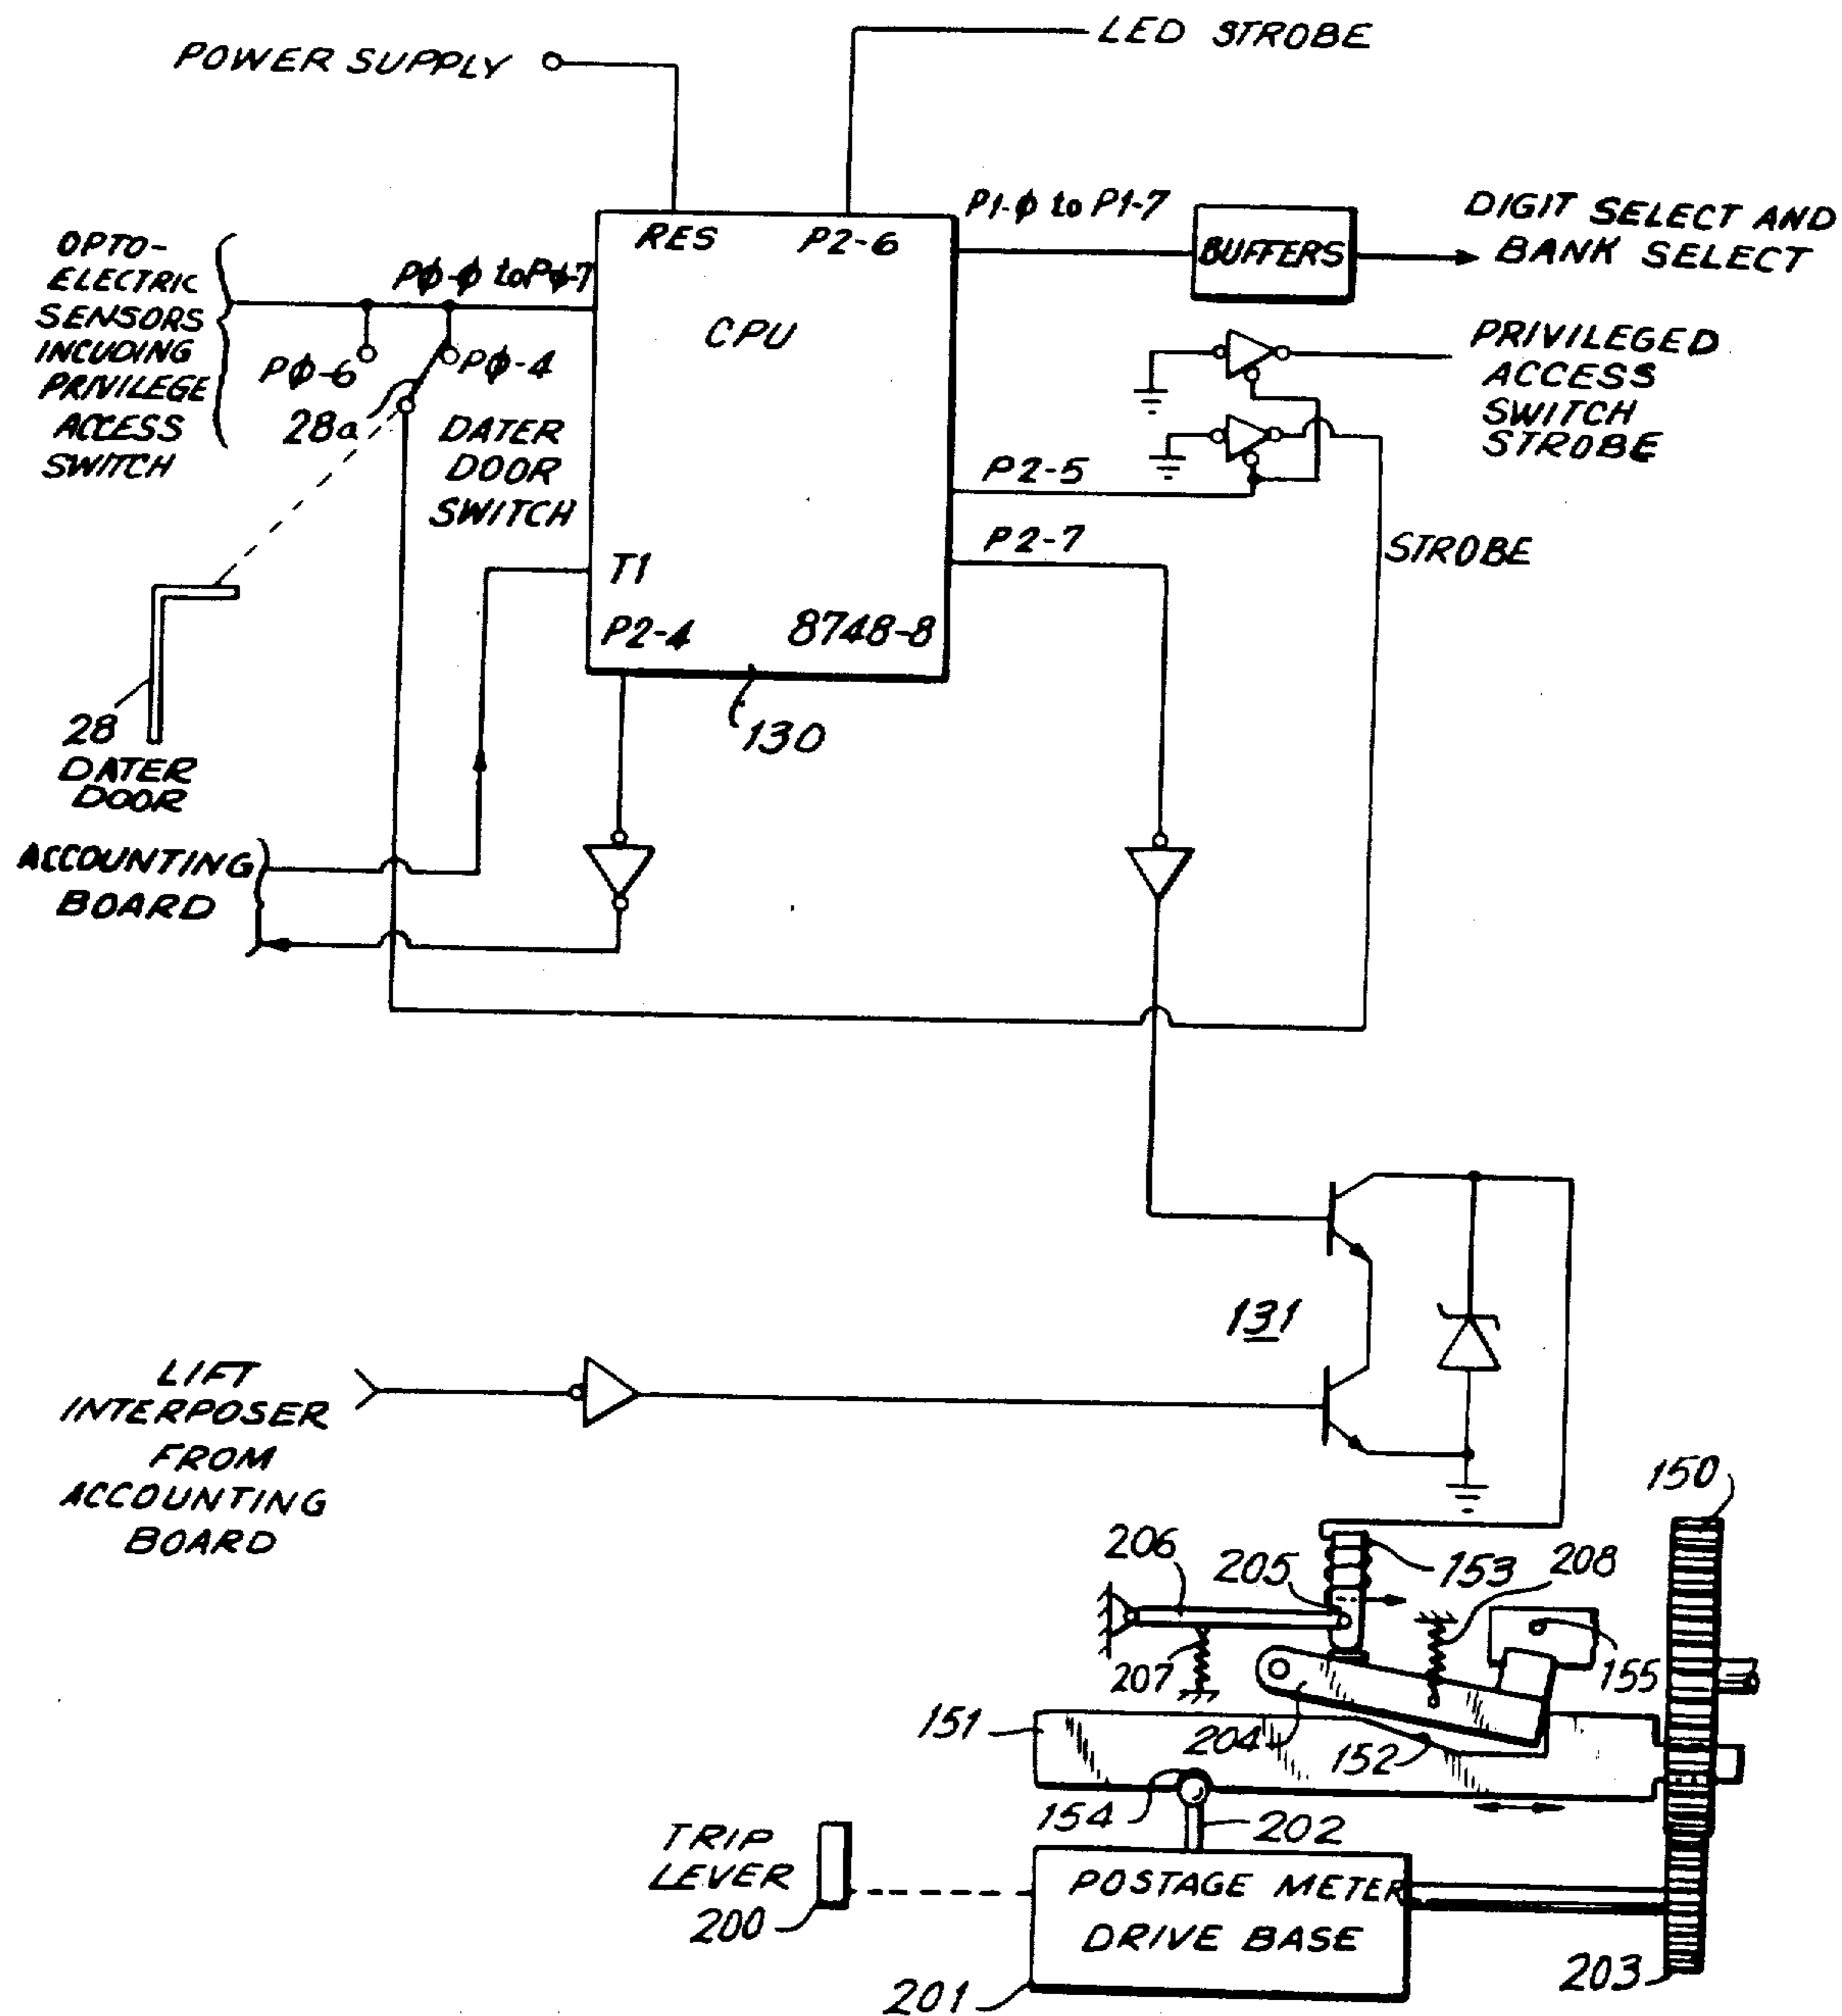 POWER SUPPLY
LED STROBE
OPTO-
ELECTRIC
SENSORS
INCUDING
PRIVILEGE
ACCESS
SWITCH
PØ-Ø to PØ-7
RES
P2-6
P1-Ø to P1-7
BUFFERS
DIGIT SELECT AND
BANK SELECT
CPU
PØ-6
PØ-4
28a
DATER
DOOR
SWITCH
PRIVILEGED
ACCESS
SWITCH
STROBE
P2-5
P2-7
STROBE
T1
P2-4
8748-8
130
28
DATER
DOOR
ACCOUNTING
BOARD
131
LIFT
INTERPOSER
FROM
ACCOUNTING
BOARD
150
206
205
153
208
207
155
151
204
152
154
202
TRIP
LEVER
200
POSTAGE METER
DRIVE BASE
201
203